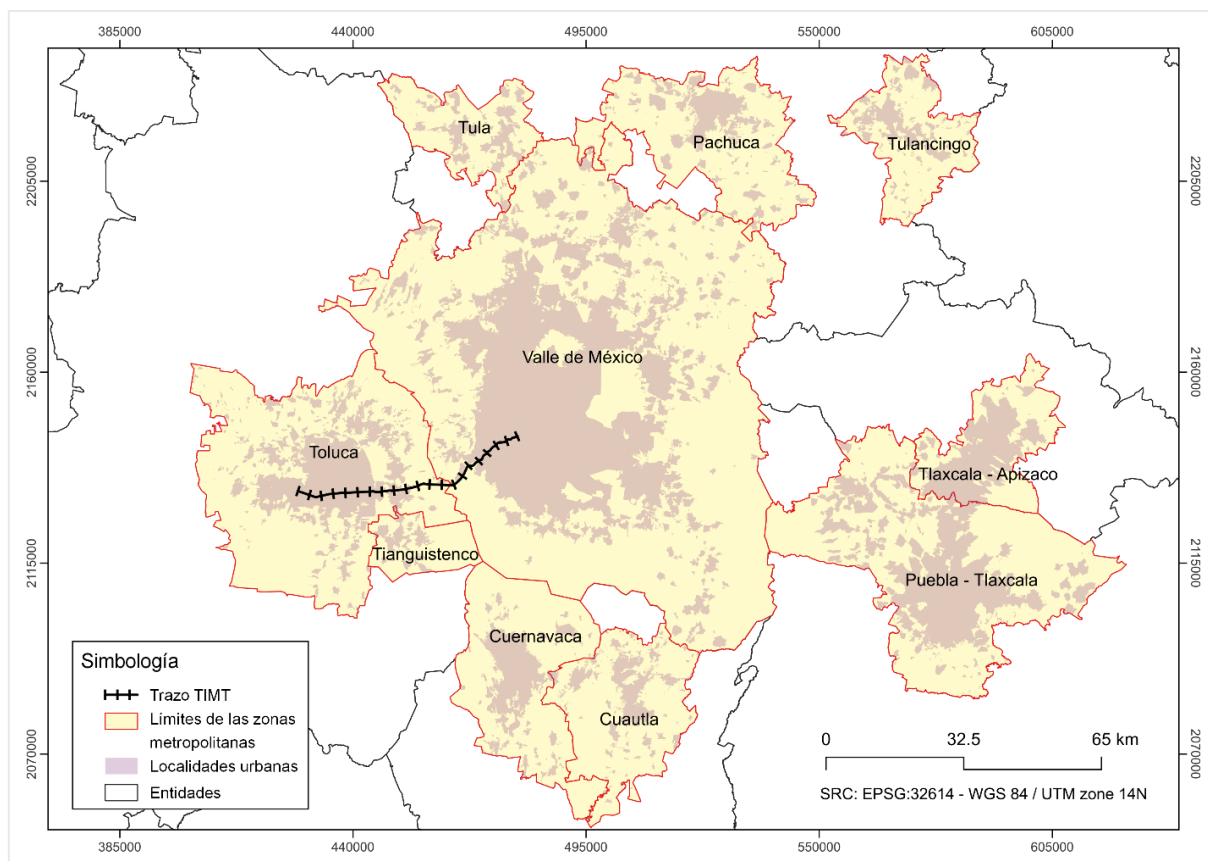 385000 440000 495000 550000 605000
Tula
Pachuca
Tulancingo
2205000 2205000
Valle de México
2160000 2160000
Toluca
Tlaxcala - Apizaco
Tianguistenco
2115000 2115000
Puebla - Tlaxcala
Cuernavaca
Cuautla
Simbología
Trazo TIMT
Límites de las zonas
metropolitanas
Localidades urbanas
Entidades
0 32.5 65 km
2070000 2070000
SRC: EPSG:32614 - WGS 84 / UTM zone 14N
385000 440000 495000 550000 605000